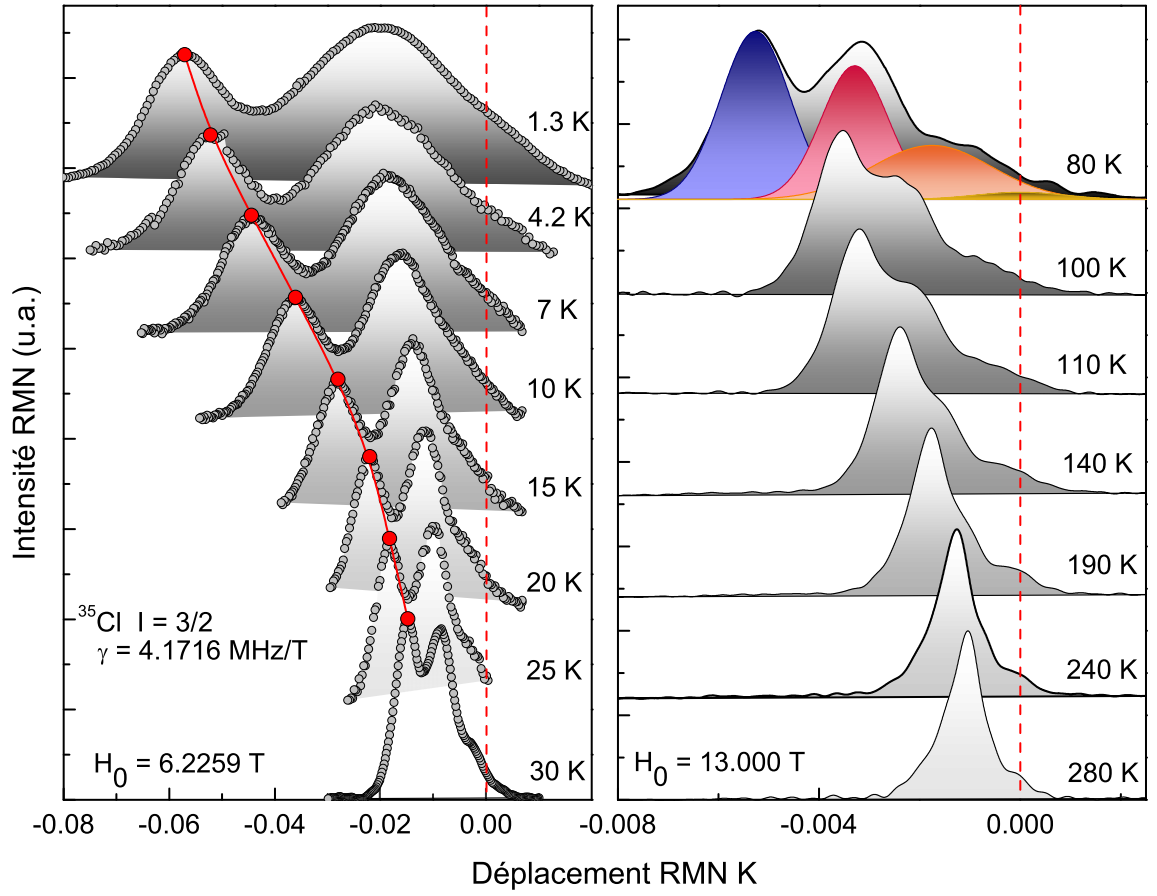 Intensité RMN (u.a.)
1.3 K
4.2 K
7 K
10 K
15 K
20 K
25 K
30 K
³⁵Cl I = 3/2
γ = 4.1716 MHz/T
H₀ = 6.2259 T
-0.08 -0.06 -0.04 -0.02 0.00
80 K
100 K
110 K
140 K
190 K
240 K
280 K
H₀ = 13.000 T
-0.008 -0.004 0.000
Déplacement RMN K